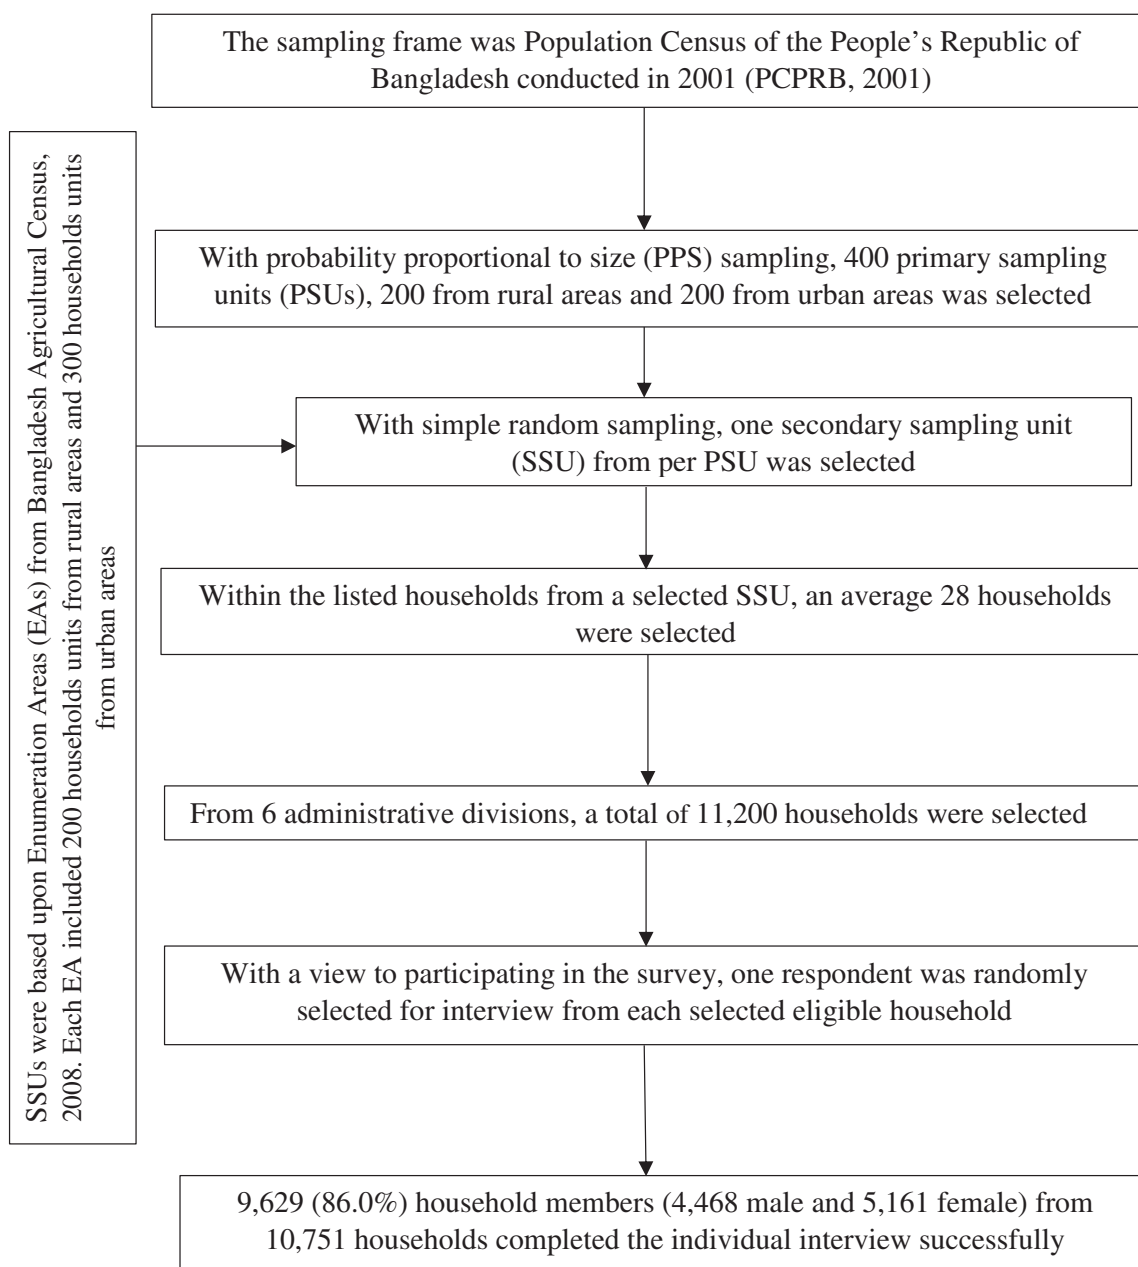 The sampling frame was Population Census of the People’s Republic of
Bangladesh conducted in 2001 (PCPRB, 2001)
With probability proportional to size (PPS) sampling, 400 primary sampling
units (PSUs), 200 from rural areas and 200 from urban areas was selected
SSUs were based upon Enumeration Areas (EAs) from Bangladesh Agricultural Census,
2008. Each EA included 200 households units from rural areas and 300 households units
from urban areas
With simple random sampling, one secondary sampling unit
(SSU) from per PSU was selected
Within the listed households from a selected SSU, an average 28 households
were selected
From 6 administrative divisions, a total of 11,200 households were selected
With a view to participating in the survey, one respondent was randomly
selected for interview from each selected eligible household
9,629 (86.0%) household members (4,468 male and 5,161 female) from
10,751 households completed the individual interview successfully